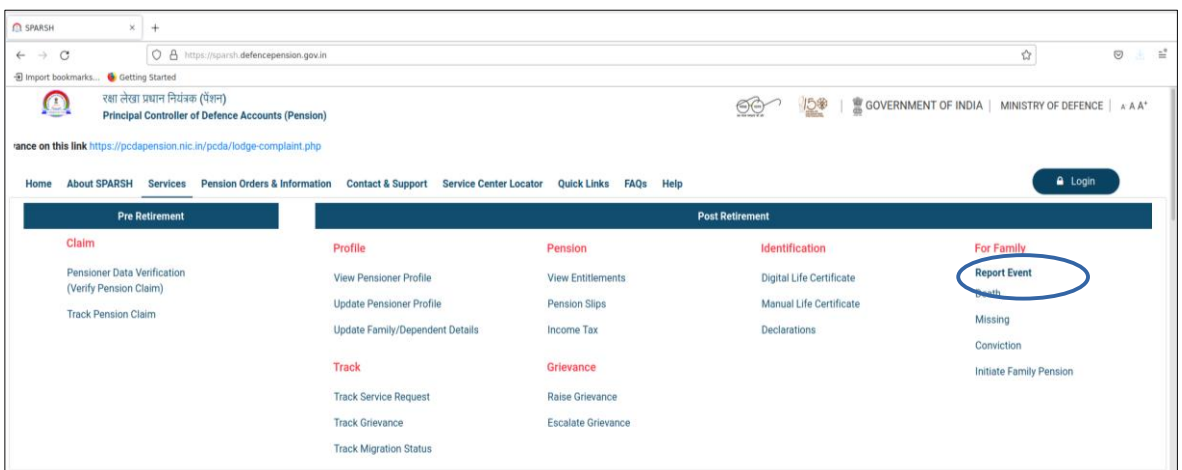 SPARSH
https://sparsh.defencepension.gov.in
Import bookmarks... Getting Started
रक्षा लेखा प्रधान नियंत्रक (पेंशन)
Principal Controller of Defence Accounts (Pension)
GOVERNMENT OF INDIA | MINISTRY OF DEFENCE | A A A+
rance on this link https://pcdapension.nic.in/pcda/lodge-complaint.php
Home About SPARSH Services Pension Orders & Information Contact & Support Service Center Locator Quick Links FAQs Help Login
Pre Retirement
Claim
Pensioner Data Verification
(Verify Pension Claim)
Track Pension Claim
Post Retirement
Profile
View Pensioner Profile
Update Pensioner Profile
Update Family/Dependent Details
Track
Track Service Request
Track Grievance
Track Migration Status
Pension
View Entitlements
Pension Slips
Income Tax
Grievance
Raise Grievance
Escalate Grievance
Identification
Digital Life Certificate
Manual Life Certificate
Declarations
For Family
Report Event
Death
Missing
Conviction
Initiate Family Pension